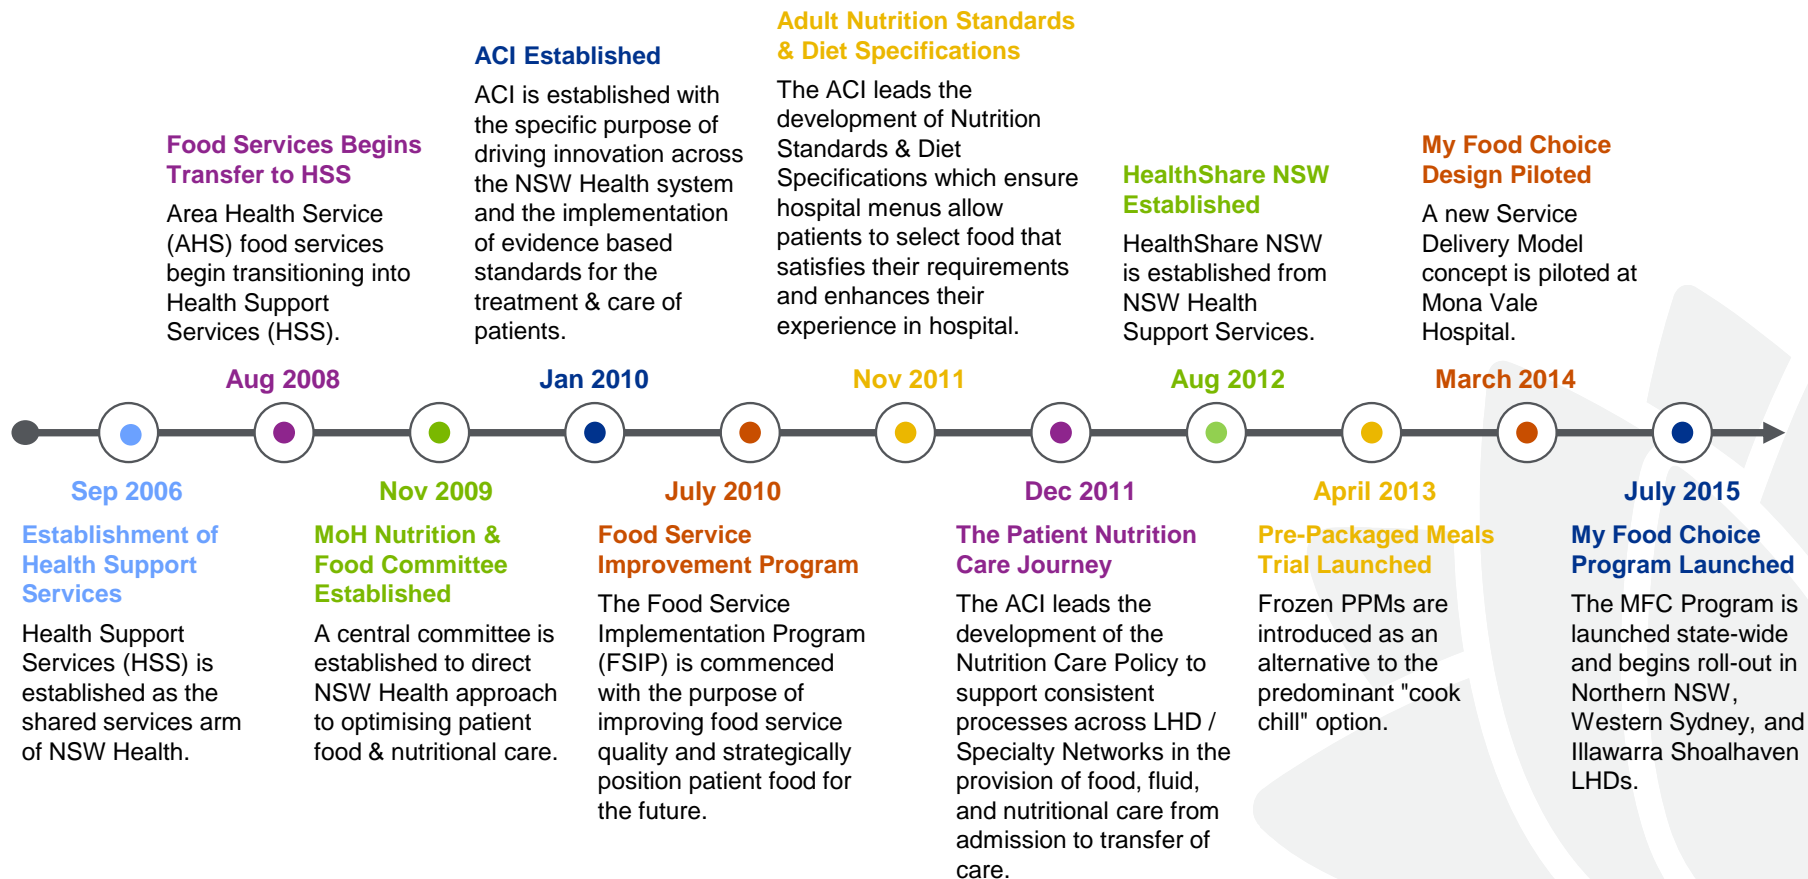 Adult Nutrition Standards
& Diet Specifications
The ACI leads the
development of Nutrition
Standards & Diet
Specifications which ensure
hospital menus allow
patients to select food that
satisfies their requirements
and enhances their
experience in hospital.
ACI Established
ACI is established with
the specific purpose of
driving innovation across
the NSW Health system
and the implementation
of evidence based
standards for the
treatment & care of
patients.
Food Services Begins
Transfer to HSS
Area Health Service
(AHS) food services
begin transitioning into
Health Support
Services (HSS).
HealthShare NSW
Established
HealthShare NSW
is established from
NSW Health
Support Services.
My Food Choice
Design Piloted
A new Service
Delivery Model
concept is piloted at
Mona Vale
Hospital.
Aug 2008
Jan 2010
Nov 2011
Aug 2012
March 2014
Sep 2006
Nov 2009
July 2010
Dec 2011
April 2013
July 2015
Establishment of
Health Support
Services
Health Support
Services (HSS) is
established as the
shared services arm
of NSW Health.
MoH Nutrition &
Food Committee
Established
A central committee is
established to direct
NSW Health approach
to optimising patient
food & nutritional care.
Food Service
Improvement Program
The Food Service
Implementation Program
(FSIP) is commenced
with the purpose of
improving food service
quality and strategically
position patient food for
the future.
The Patient Nutrition
Care Journey
The ACI leads the
development of the
Nutrition Care Policy to
support consistent
processes across LHD /
Specialty Networks in the
provision of food, fluid,
and nutritional care from
admission to transfer of
care.
Pre-Packaged Meals
Trial Launched
Frozen PPMs are
introduced as an
alternative to the
predominant "cook
chill" option.
My Food Choice
Program Launched
The MFC Program is
launched state-wide
and begins roll-out in
Northern NSW,
Western Sydney, and
Illawarra Shoalhaven
LHDs.